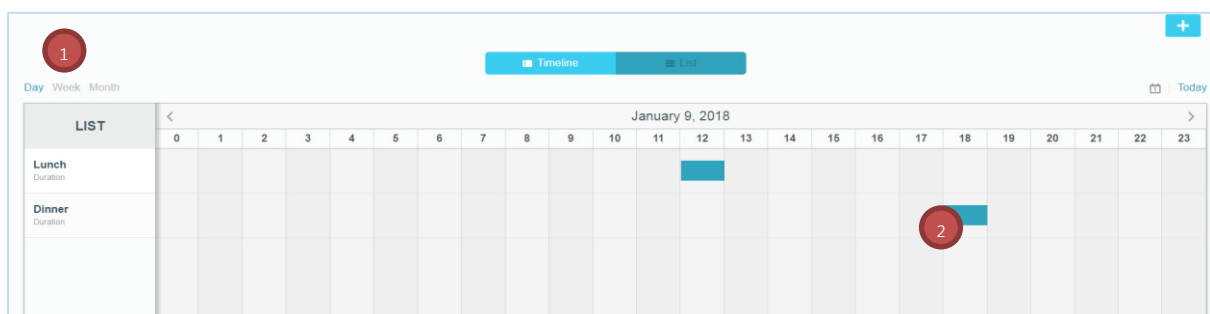 +
1
Timeline List
Day Week Month
Today
LIST
< January 9, 2018 >
0 1 2 3 4 5 6 7 8 9 10 11 12 13 14 15 16 17 18 19 20 21 22 23
Lunch
Duration
Dinner
Duration
2